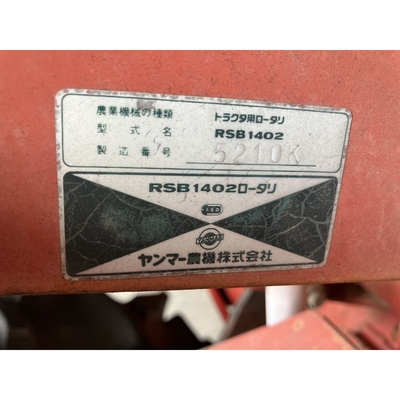 農業機械の種類 トラクタ用ロータリ
型式名 RSB1402
製造番号 5210K
RSB1402ロータリ
YANMAR
ヤンマー農機株式会社